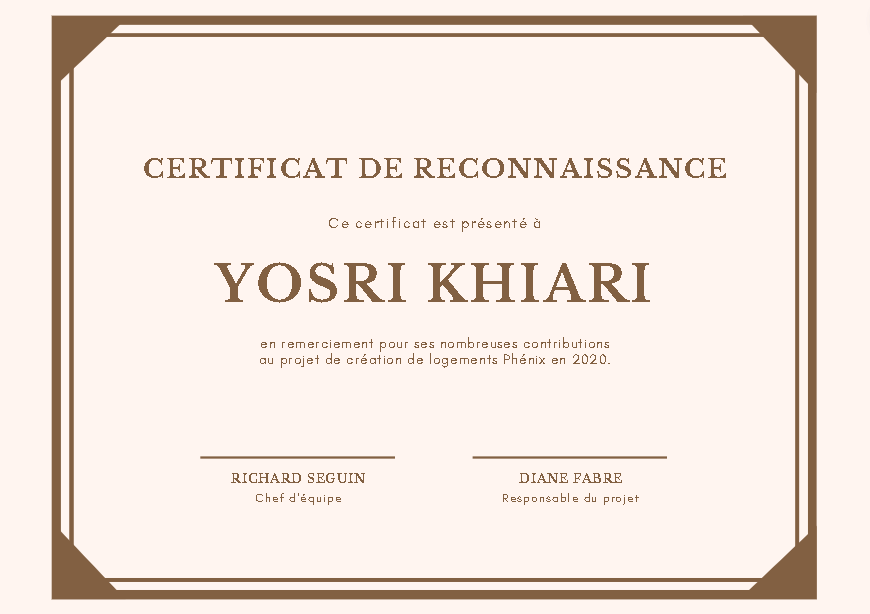 CERTIFICAT DE RECONNAISSANCE
Ce certificat est présenté à
YOSRI KHIARI
en remerciement pour ses nombreuses contributions
au projet de création de logements Phénix en 2020.
RICHARD SEGUIN
Chef d'équipe
DIANE FABRE
Responsable du projet